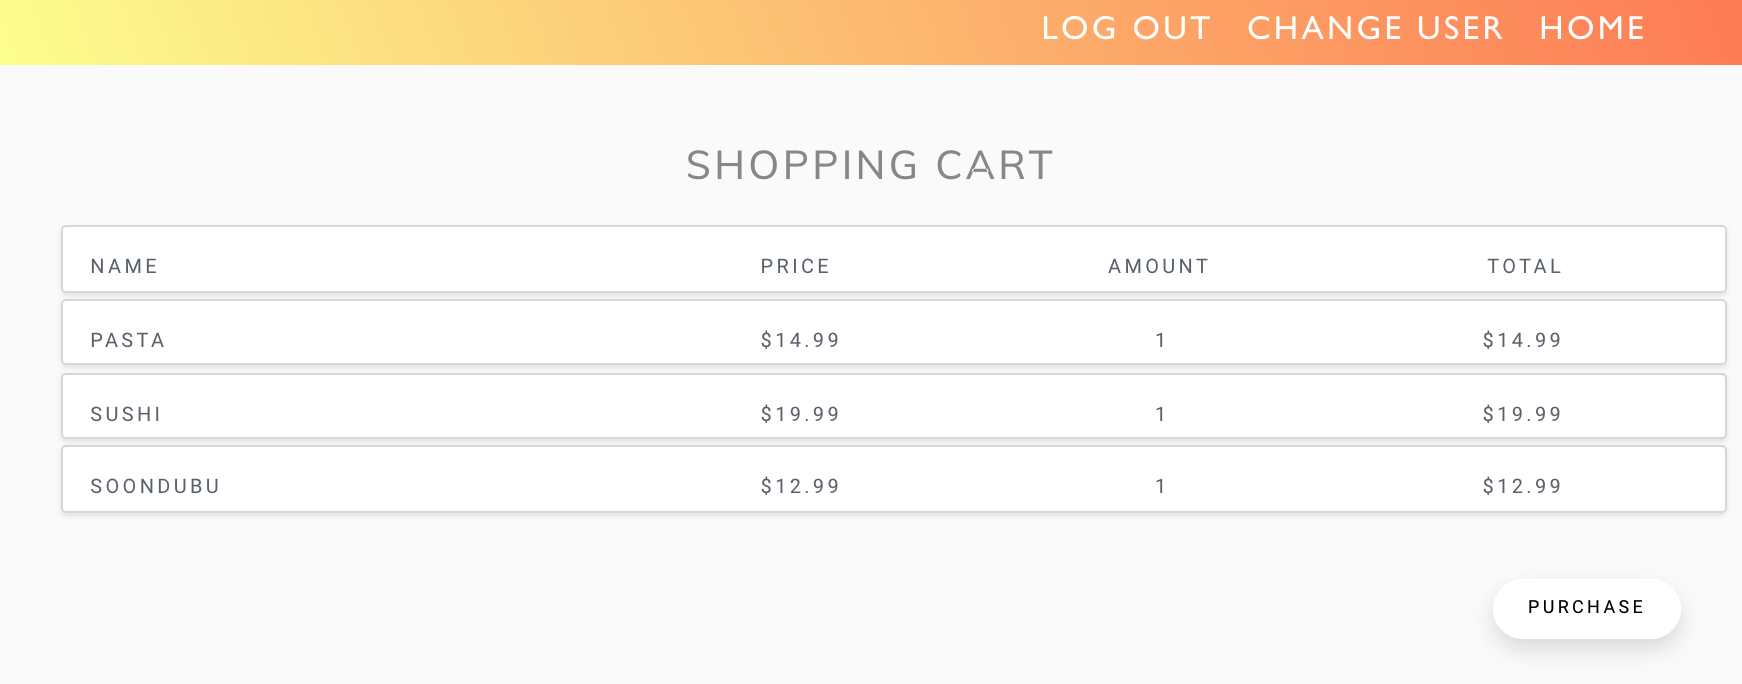 LOG OUT CHANGE USER HOME
SHOPPING CART
NAME PRICE AMOUNT TOTAL
PASTA $14.99 1 $14.99
SUSHI $19.99 1 $19.99
SOONDUBU $12.99 1 $12.99
PURCHASE